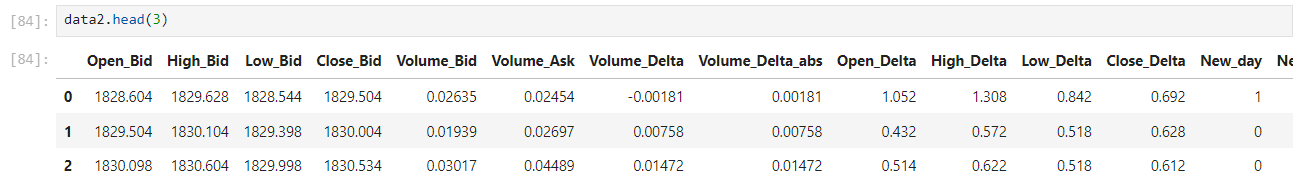 [84]: data2.head(3)
[84]: Open_Bid High_Bid Low_Bid Close_Bid Volume_Bid Volume_Ask Volume_Delta Volume_Delta_abs Open_Delta High_Delta Low_Delta Close_Delta New_day Ne
0 1828.604 1829.628 1828.544 1829.504 0.02635 0.02454 -0.00181 0.00181 1.052 1.308 0.842 0.692 1
1 1829.504 1830.104 1829.398 1830.004 0.01939 0.02697 0.00758 0.00758 0.432 0.572 0.518 0.628 0
2 1830.098 1830.604 1829.998 1830.534 0.03017 0.04489 0.01472 0.01472 0.514 0.622 0.518 0.612 0